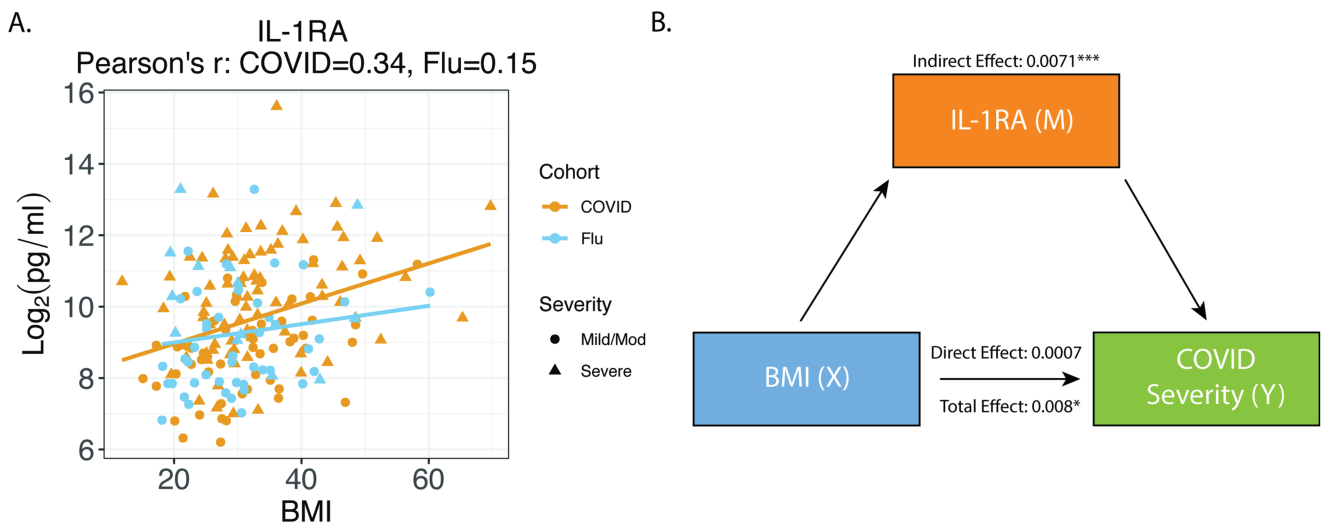 A.
IL-1RA
Pearson's r: COVID=0.34, Flu=0.15
16
14
12
10
8
6
Log₂(pg/ml)
20
40
60
BMI
Cohort
COVID
Flu
Severity
Mild/Mod
Severe
B.
Indirect Effect: 0.0071***
IL-1RA (M)
BMI (X)
Direct Effect: 0.0007
Total Effect: 0.008*
COVID
Severity (Y)